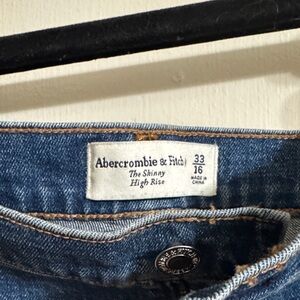 Abercrombie & Fitch
The Skinny
High Rise
33
16
MADE IN
CHINA